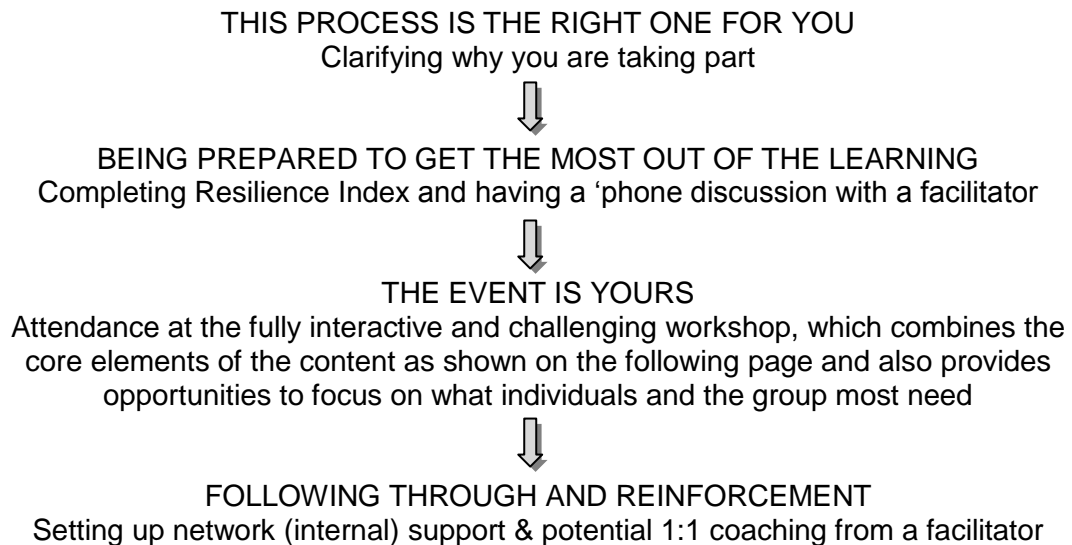 THIS PROCESS IS THE RIGHT ONE FOR YOU
Clarifying why you are taking part
BEING PREPARED TO GET THE MOST OUT OF THE LEARNING
Completing Resilience Index and having a ‘phone discussion with a facilitator
THE EVENT IS YOURS
Attendance at the fully interactive and challenging workshop, which combines the
core elements of the content as shown on the following page and also provides
opportunities to focus on what individuals and the group most need
FOLLOWING THROUGH AND REINFORCEMENT
Setting up network (internal) support & potential 1:1 coaching from a facilitator